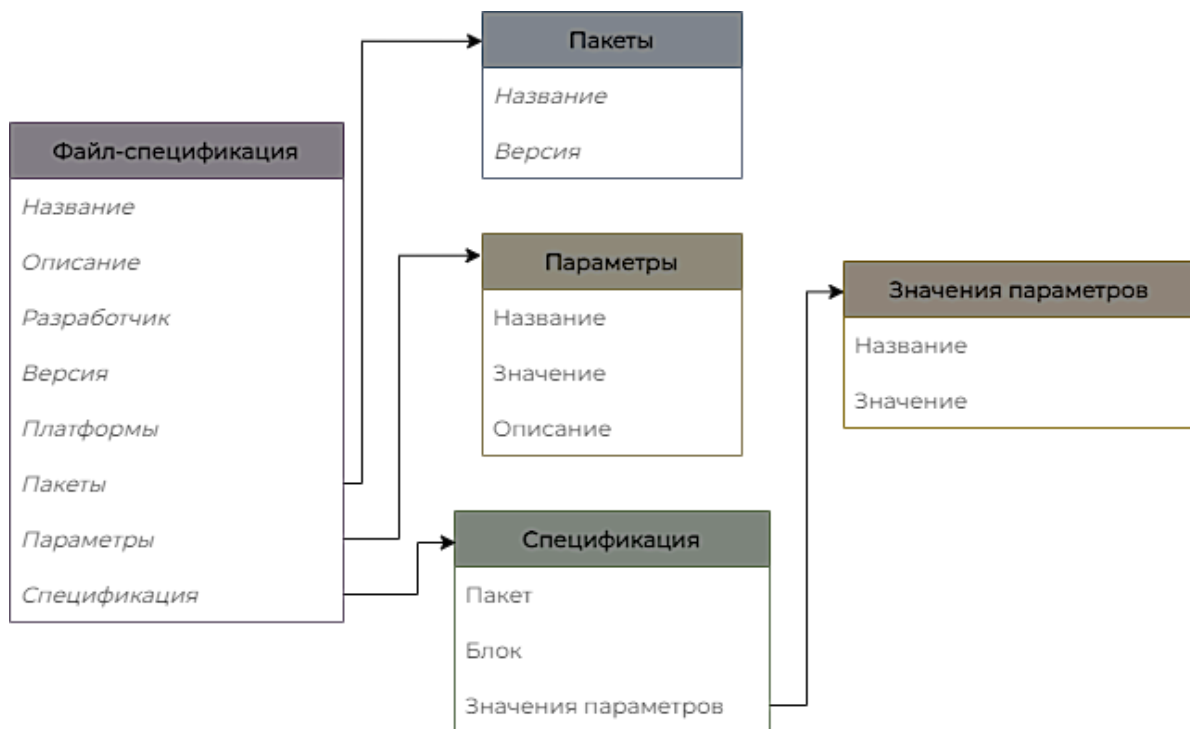 Пакеты
Название
Версия
Файл-спецификация
Название
Описание
Разработчик
Версия
Платформы
Пакеты
Параметры
Спецификация
Параметры
Название
Значение
Описание
Значения параметров
Название
Значение
Спецификация
Пакет
Блок
Значения параметров